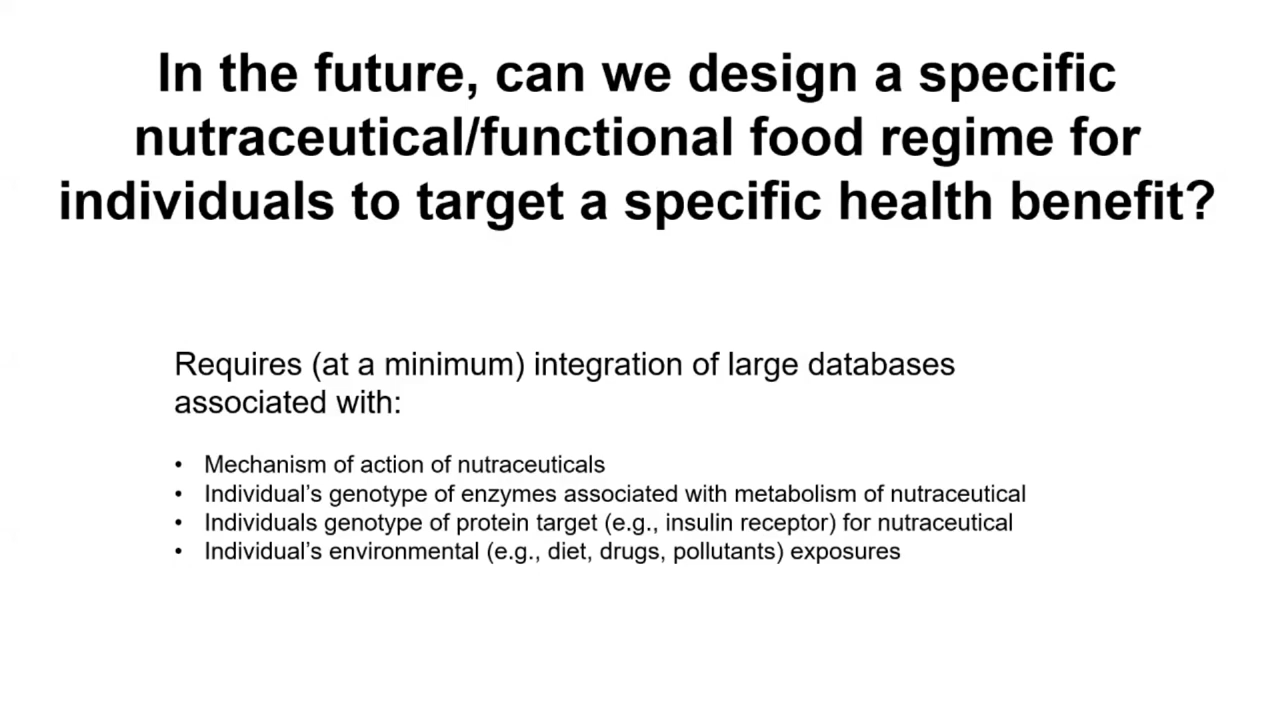 In the future, can we design a specific
nutraceutical/functional food regime for
individuals to target a specific health benefit?
Requires (at a minimum) integration of large databases
associated with:
• Mechanism of action of nutraceuticals
• Individual’s genotype of enzymes associated with metabolism of nutraceutical
• Individuals genotype of protein target (e.g., insulin receptor) for nutraceutical
• Individual’s environmental (e.g., diet, drugs, pollutants) exposures